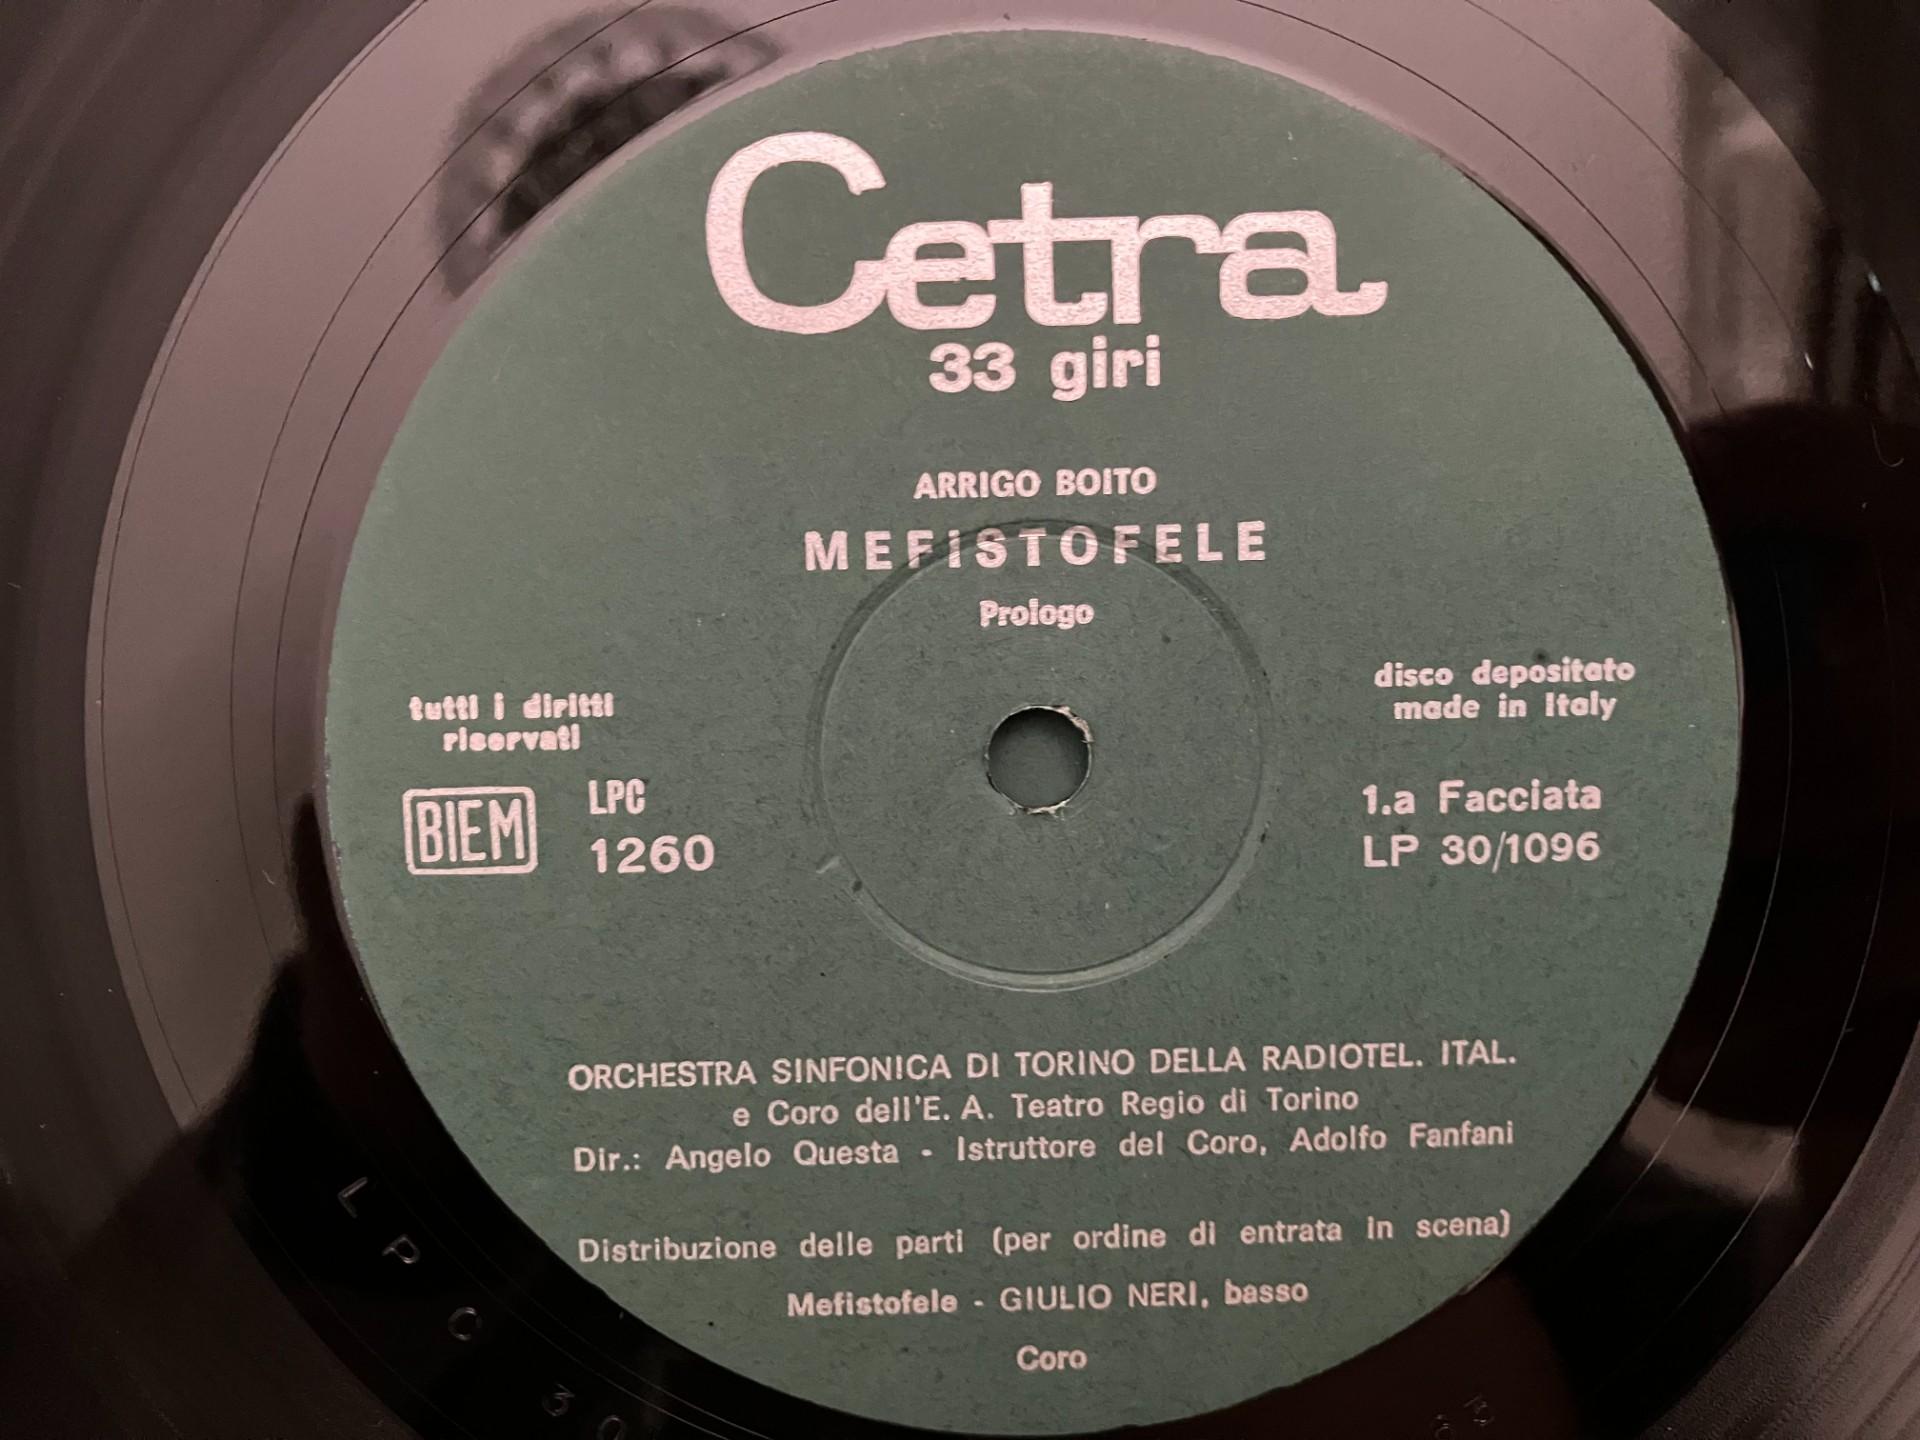 Cetra
33 giri
ARRIGO BOITO
MEFISTOFELE
Prologo
tutti i diritti
riservati
BIEM
LPC
1260
disco depositato
made in Italy
1.a Facciata
LP 30/1096
ORCHESTRA SINFONICA DI TORINO DELLA RADIOTEL. ITAL.
e Coro dell'E. A. Teatro Regio di Torino
Dir.: Angelo Questa - Istruttore del Coro, Adolfo Fanfani
Distribuzione delle parti (per ordine di entrata in scena)
Mefistofele - GIULIO NERI, basso
Coro
LPC 30